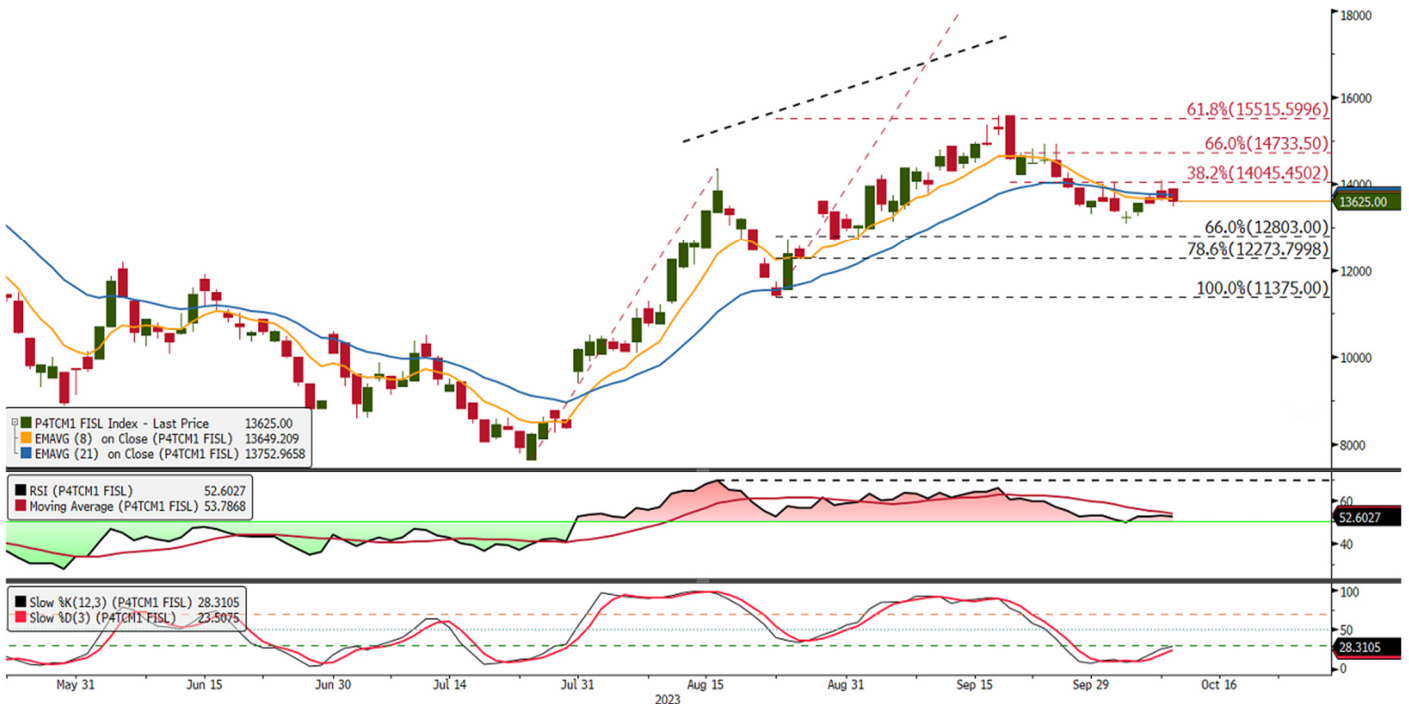 18000
16000
14000
12000
10000
8000
61.8%(15515.5996)
66.0%(14733.50)
38.2%(14045.4502)
13625.00
66.0%(12803.00)
78.6%(12273.7998)
100.0%(11375.00)
P4TCM1 FISL Index - Last Price 13625.00
EMAVG (8) on Close (P4TCM1 FISL) 13649.209
EMAVG (21) on Close (P4TCM1 FISL) 13752.9658
RSI (P4TCM1 FISL) 52.6027
Moving Average (P4TCM1 FISL) 53.7868
60
52.6027
40
Slow %K(12,3) (P4TCM1 FISL) 28.3105
Slow %D(3) (P4TCM1 FISL) 23.5075
100
50
28.3105
0
May 31 Jun 15 Jun 30 Jul 14 Jul 31 Aug 15 Aug 31 Sep 15 Sep 29 Oct 16
2023